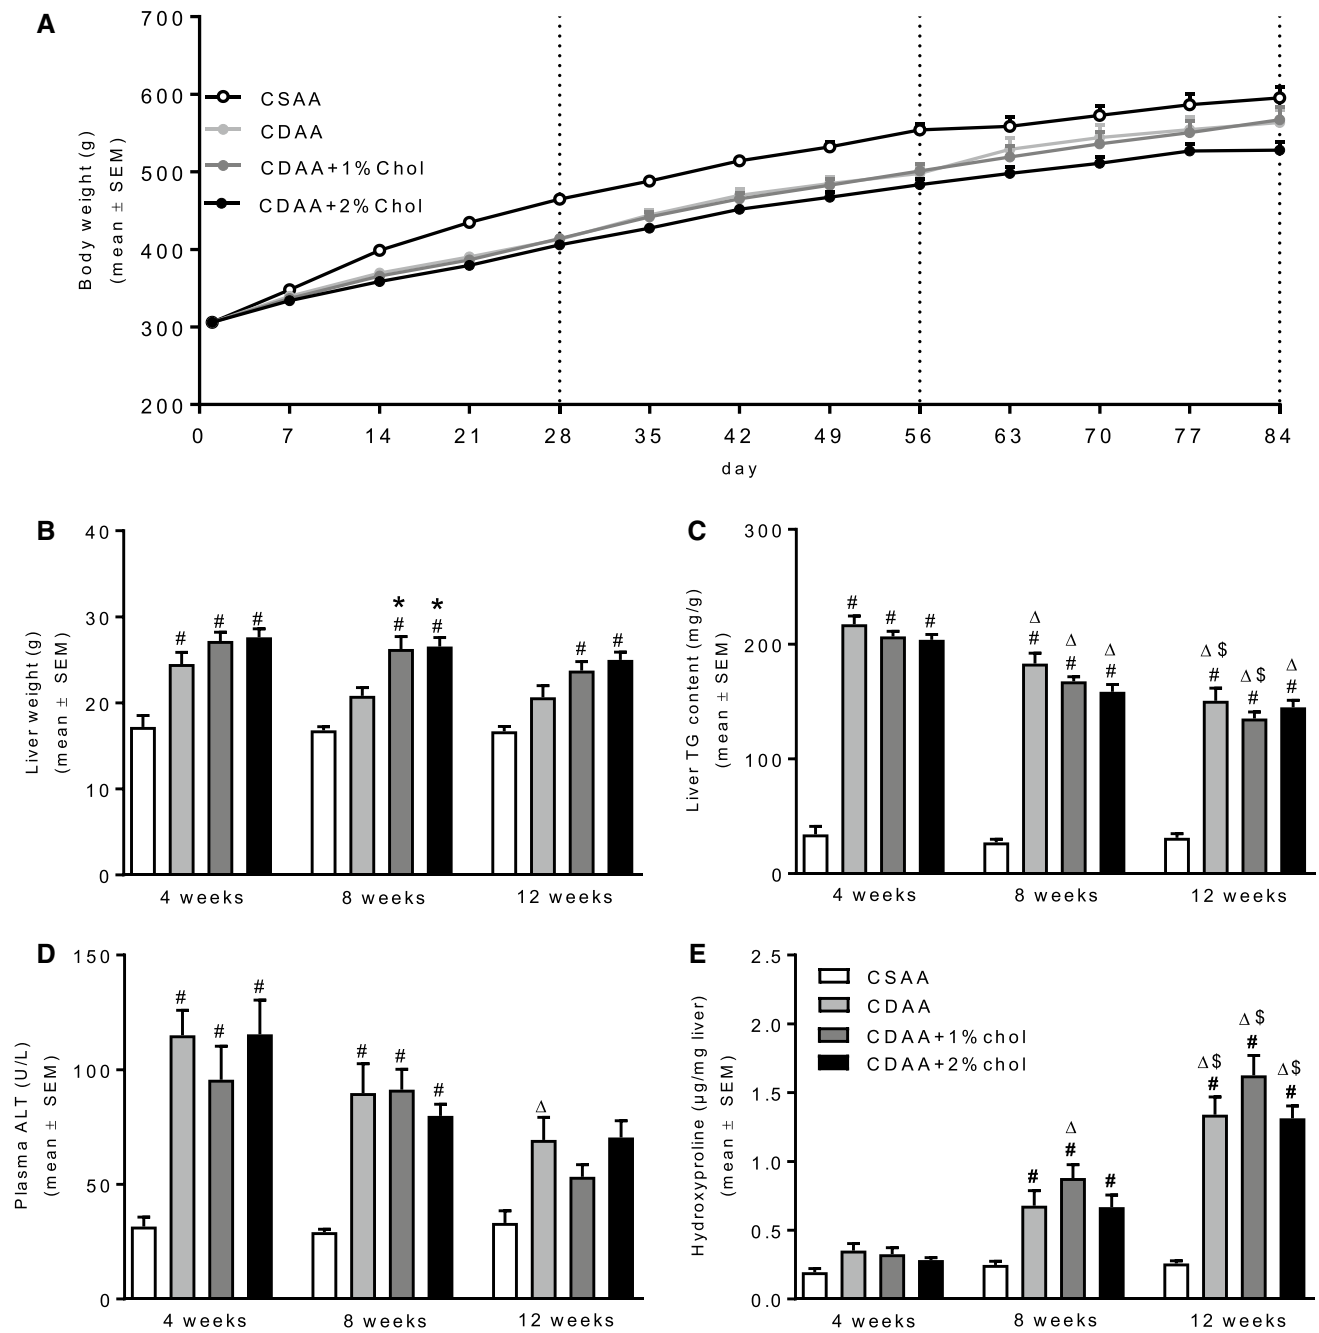 A
700
600
500
400
300
200
Body weight (g)
(mean ± SEM)
CSAA
CDAA
CDAA+1% Chol
CDAA+2% Chol
0 7 14 21 28 35 42 49 56 63 70 77 84
day
B
40
30
20
10
0
Liver weight (g)
(mean ± SEM)
# # #
* *
# #
# #
4 weeks 8 weeks 12 weeks
C
300
200
100
0
Liver TG content (mg/g)
(mean ± SEM)
# # #
Δ Δ Δ
# # #
Δ $ Δ $ Δ
# # #
4 weeks 8 weeks 12 weeks
D
150
100
50
0
Plasma ALT (U/L)
(mean ± SEM)
# # #
# # #
Δ
4 weeks 8 weeks 12 weeks
E
2.5
2.0
1.5
1.0
0.5
0.0
Hydroxyproline (µg/mg liver)
(mean ± SEM)
CSAA
CDAA
CDAA+1% chol
CDAA+2% chol
Δ
# # #
Δ $ Δ $ Δ $
# # #
4 weeks 8 weeks 12 weeks